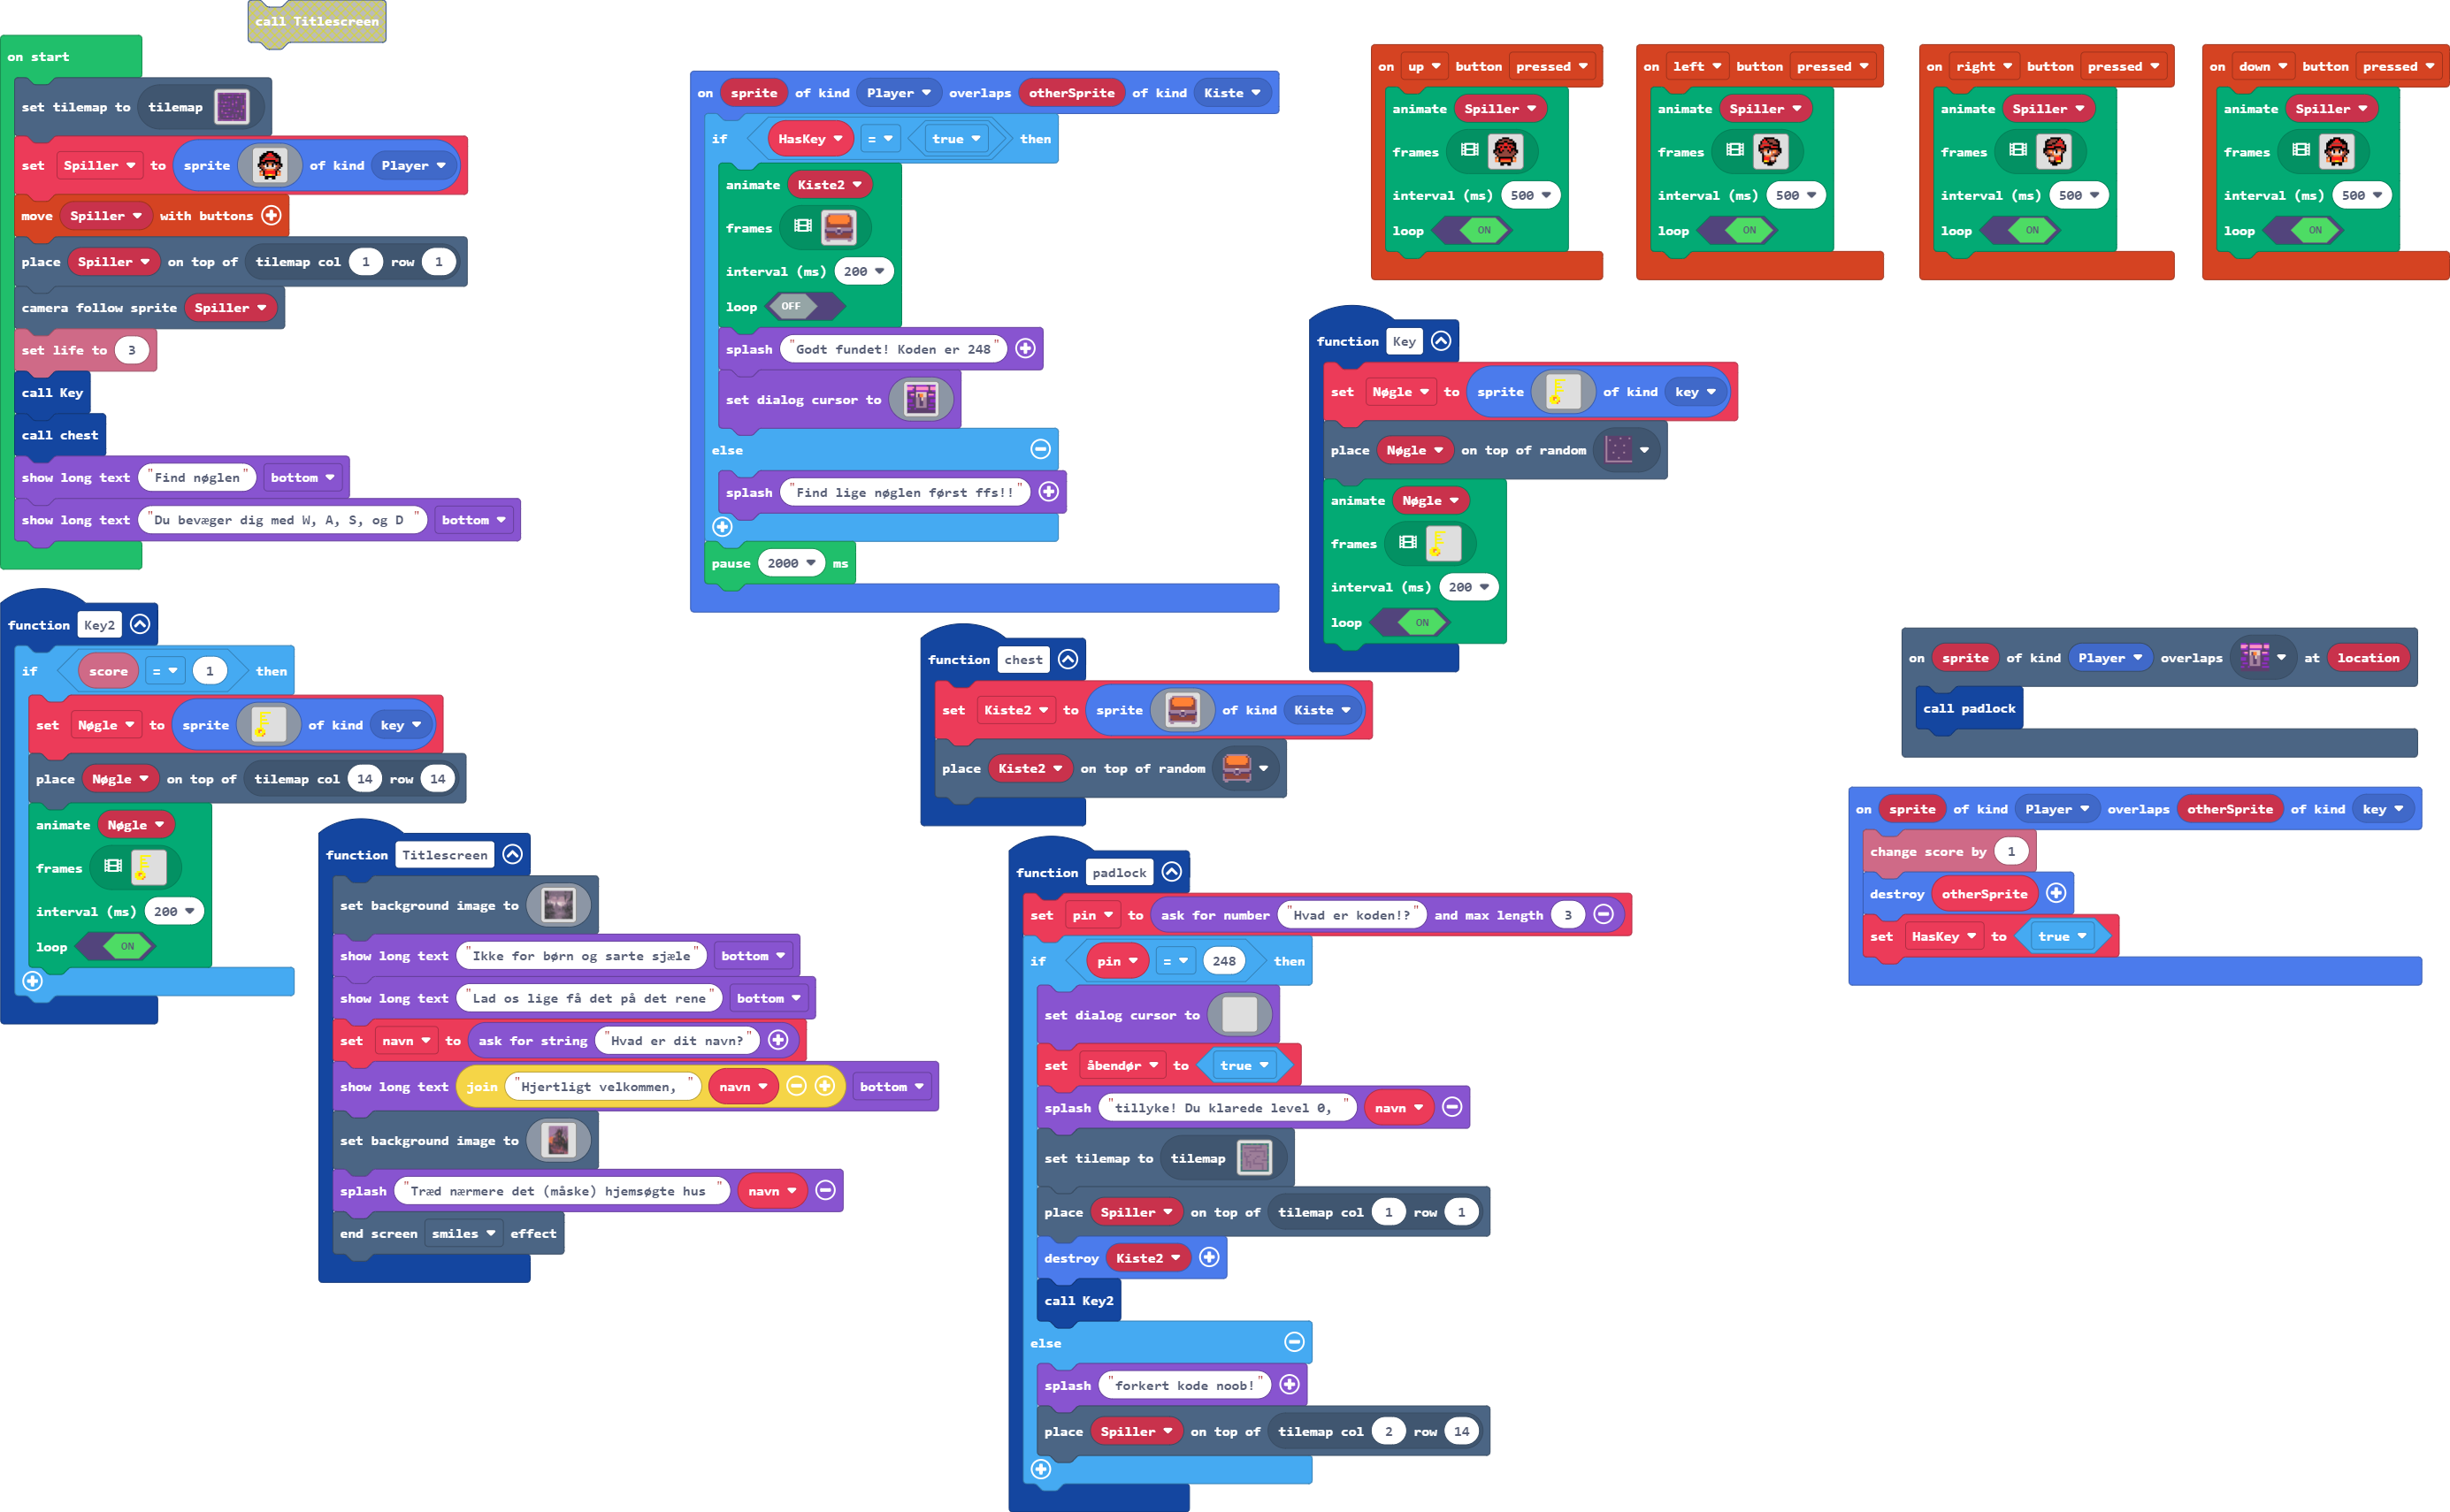 call Titlescreen
on start
set tilemap to tilemap
set Spiller to sprite of kind Player
move Spiller with buttons
place Spiller on top of tilemap col 1 row 1
camera follow sprite Spiller
set life to 3
call Key
call chest
show long text "Find nøglen" bottom
show long text "Du bevæger dig med W, A, S, og D " bottom
on sprite of kind Player overlaps otherSprite of kind Kiste
if HasKey = true then
animate Kiste2
frames
interval (ms) 200
loop OFF
splash "Godt fundet! Koden er 248"
set dialog cursor to
else
splash "Find lige nøglen først ffs!!"
pause 2000 ms
on up button pressed
animate Spiller
frames
interval (ms) 500
loop ON
on left button pressed
animate Spiller
frames
interval (ms) 500
loop ON
on right button pressed
animate Spiller
frames
interval (ms) 500
loop ON
on down button pressed
animate Spiller
frames
interval (ms) 500
loop ON
function Key
set Nøgle to sprite of kind key
place Nøgle on top of random
animate Nøgle
frames
interval (ms) 200
loop ON
function Key2
if score = 1 then
set Nøgle to sprite of kind key
place Nøgle on top of tilemap col 14 row 14
animate Nøgle
frames
interval (ms) 200
loop ON
function chest
set Kiste2 to sprite of kind Kiste
place Kiste2 on top of random
on sprite of kind Player overlaps at location
call padlock
on sprite of kind Player overlaps otherSprite of kind key
change score by 1
destroy otherSprite
set HasKey to true
function Titlescreen
set background image to
show long text "Ikke for børn og sarte sjæle" bottom
show long text "Lad os lige få det på det rene" bottom
set navn to ask for string "Hvad er dit navn?"
show long text join "Hjertligt velkommen, " navn bottom
set background image to
splash "Træd nærmere det (måske) hjemsøgte hus " navn
end screen smiles effect
function padlock
set pin to ask for number "Hvad er koden!?" and max length 3
if pin = 248 then
set dialog cursor to
set åbendør to true
splash "tillyke! Du klarede level 0, " navn
set tilemap to tilemap
place Spiller on top of tilemap col 1 row 1
destroy Kiste2
call Key2
else
splash "forkert kode noob!"
place Spiller on top of tilemap col 2 row 14